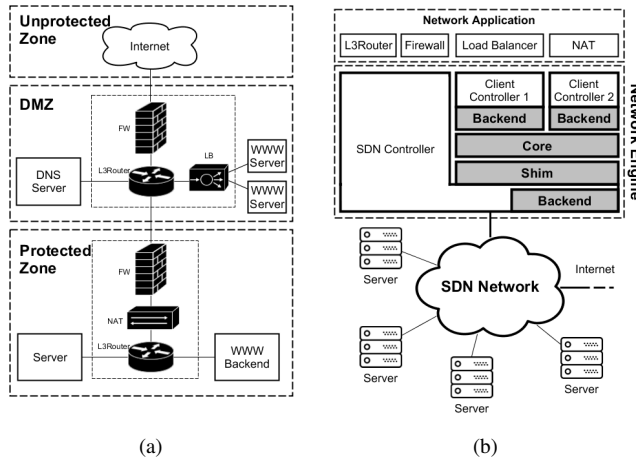 Unprotected
Zone
Internet
DMZ
FW
WWW
Server
LB
DNS
Server
L3Router
WWW
Server
Protected
Zone
FW
NAT
L3Router
Server
WWW
Backend
(a)
Network Application
L3Router
Firewall
Load Balancer
NAT
Network Engine
SDN Controller
Client
Controller 1
Client
Controller 2
Backend
Backend
Core
Shim
Backend
Server
SDN Network
Internet
Server
Server
Server
(b)